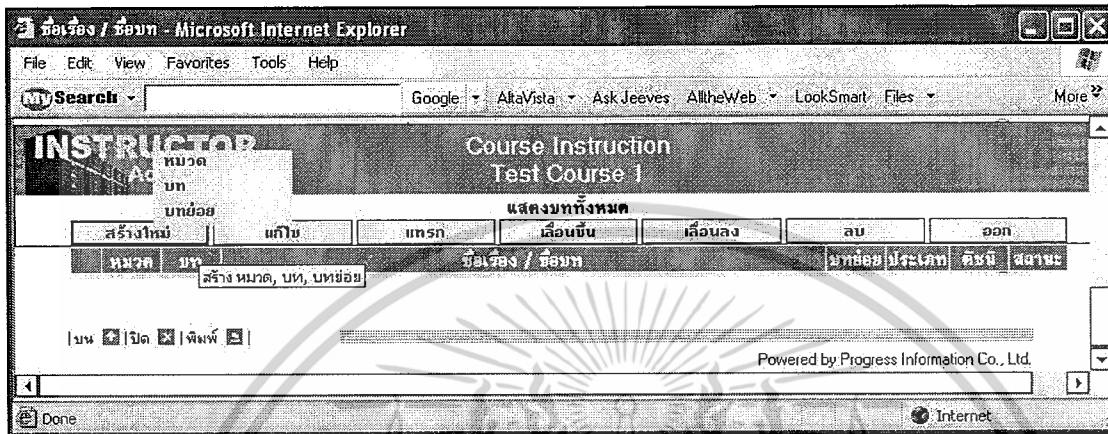 ชื่อเรื่อง / ชื่อบท - Microsoft Internet Explorer
File Edit View Favorites Tools Help
My Search Google AltaVista Ask Jeeves AlltheWeb LookSmart Files More
INSTRUCTOR Course Instruction
Test Course 1
หมวด
บท
บทย่อย
แสดงบททั้งหมด
สร้างใหม่ แก้ไข แทรก เลื่อนขึ้น เลื่อนลง ลบ ออก
หมวด บท ชื่อเรื่อง / ชื่อบท บทย่อย ประเภท ดัชนี สถานะ
สร้าง หมวด, บท, บทย่อย
|บน |ปิด |พิมพ์ |
Powered by Progress Information Co., Ltd.
Done Internet